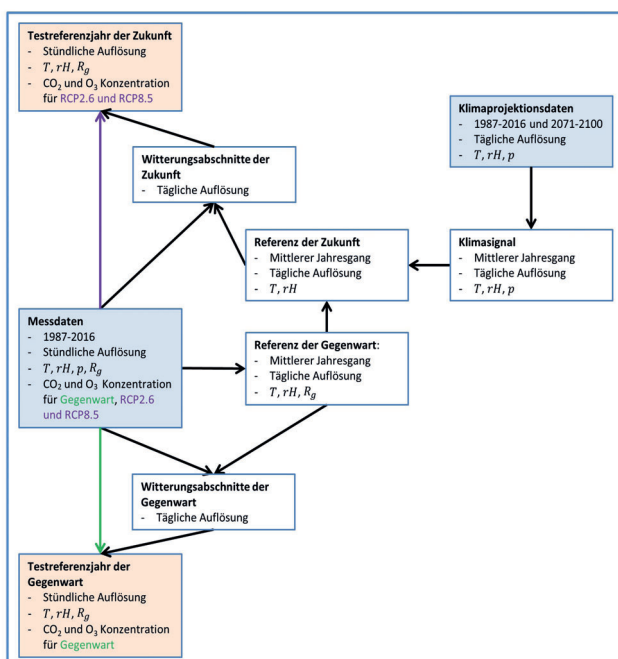 Testreferenzjahr der Zukunft
- Stündliche Auflösung
- T, rH, R_g
- CO₂ und O₃ Konzentration
für RCP2.6 und RCP8.5
Klimaprojektionsdaten
- 1987-2016 und 2071-2100
- Tägliche Auflösung
- T, rH, p
Witterungsabschnitte der
Zukunft
- Tägliche Auflösung
Referenz der Zukunft
- Mittlerer Jahresgang
- Tägliche Auflösung
- T, rH
Klimasignal
- Mittlerer Jahresgang
- Tägliche Auflösung
- T, rH, p
Messdaten
- 1987-2016
- Stündliche Auflösung
- T, rH, p, R_g
- CO₂ und O₃ Konzentration
für Gegenwart, RCP2.6
und RCP8.5
Referenz der Gegenwart:
- Mittlerer Jahresgang
- Tägliche Auflösung
- T, rH, R_g
Witterungsabschnitte der
Gegenwart
- Tägliche Auflösung
Testreferenzjahr der
Gegenwart
- Stündliche Auflösung
- T, rH, R_g
- CO₂ und O₃ Konzentration
für Gegenwart